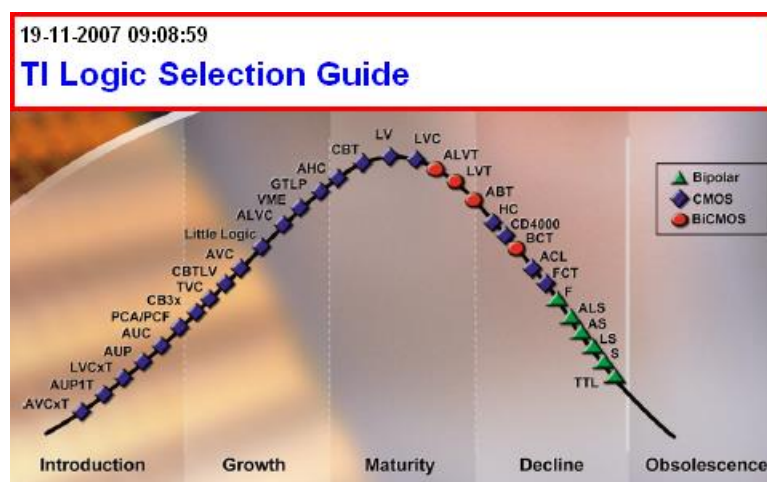 19-11-2007 09:08:59
TI Logic Selection Guide
LV
LVC
CBT
ALVT
AHC
LVT
GTLP
ABT
VME
HC
ALVC
CD4000
Little Logic
BCT
AVC
ACL
CBTLV
FCT
TVC
F
CB3x
ALS
PCA/PCF
AS
AUC
LS
AUP
S
LVCxT
TTL
AUP1T
AVCxT
Bipolar
CMOS
BiCMOS
Introduction
Growth
Maturity
Decline
Obsolescence